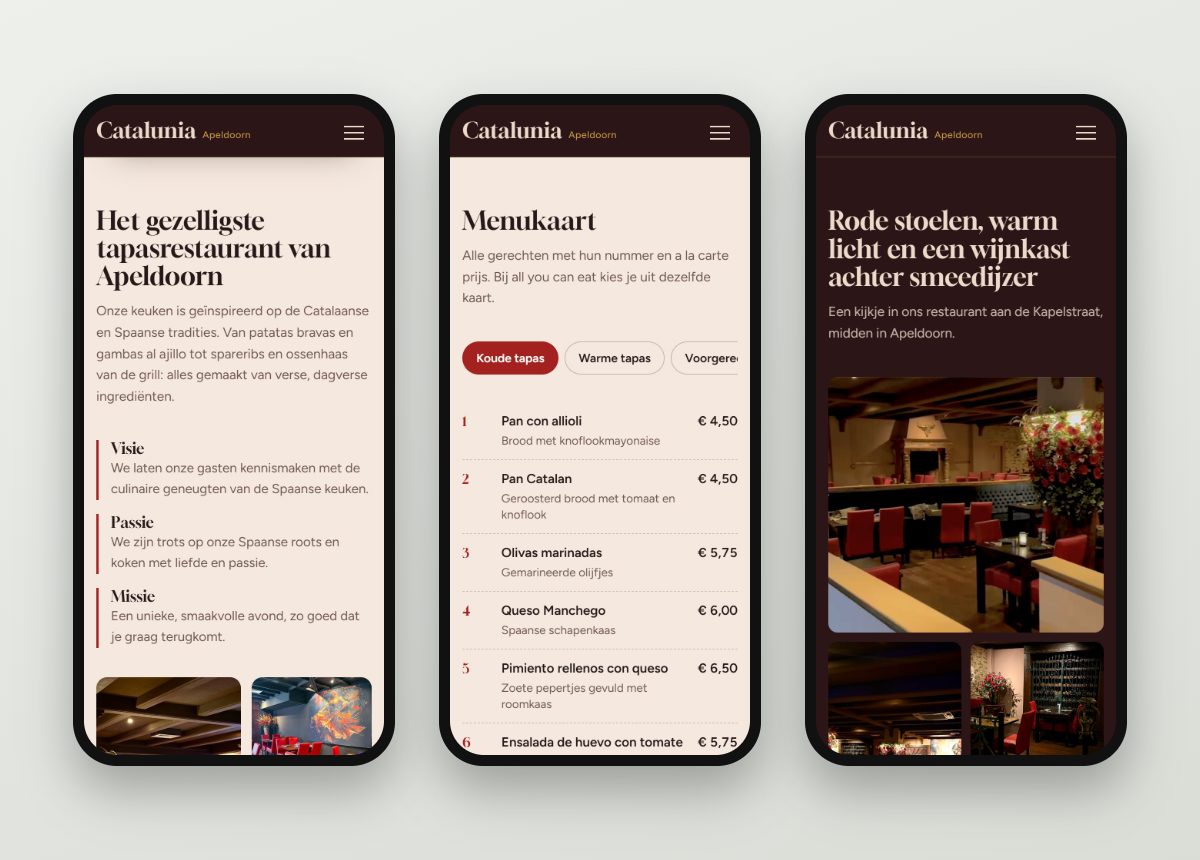 Catalunia Apeldoorn
Het gezelligste
tapasrestaurant van
Apeldoorn
Onze keuken is geïnspireerd op de Catalaanse
en Spaanse tradities. Van patatas bravas en
gambas al ajillo tot spareribs en ossenhaas
van de grill: alles gemaakt van verse, dagverse
ingrediënten.
Visie
We laten onze gasten kennismaken met de
culinaire geneugten van de Spaanse keuken.
Passie
We zijn trots op onze Spaanse roots en
koken met liefde en passie.
Missie
Een unieke, smaakvolle avond, zo goed dat
je graag terugkomt.
Catalunia Apeldoorn
Menukaart
Alle gerechten met hun nummer en a la carte
prijs. Bij all you can eat kies je uit dezelfde
kaart.
Koude tapas Warme tapas Voorgere
1 Pan con allioli € 4,50
Brood met knoflookmayonaise
2 Pan Catalan € 4,50
Geroosterd brood met tomaat en
knoflook
3 Olivas marinadas € 5,75
Gemarineerde olijfjes
4 Queso Manchego € 6,00
Spaanse schapenkaas
5 Pimiento rellenos con queso € 6,50
Zoete pepertjes gevuld met
roomkaas
6 Ensalada de huevo con tomate € 5,75
Catalunia Apeldoorn
Rode stoelen, warm
licht en een wijnkast
achter smeedijzer
Een kijkje in ons restaurant aan de Kapelstraat,
midden in Apeldoorn.